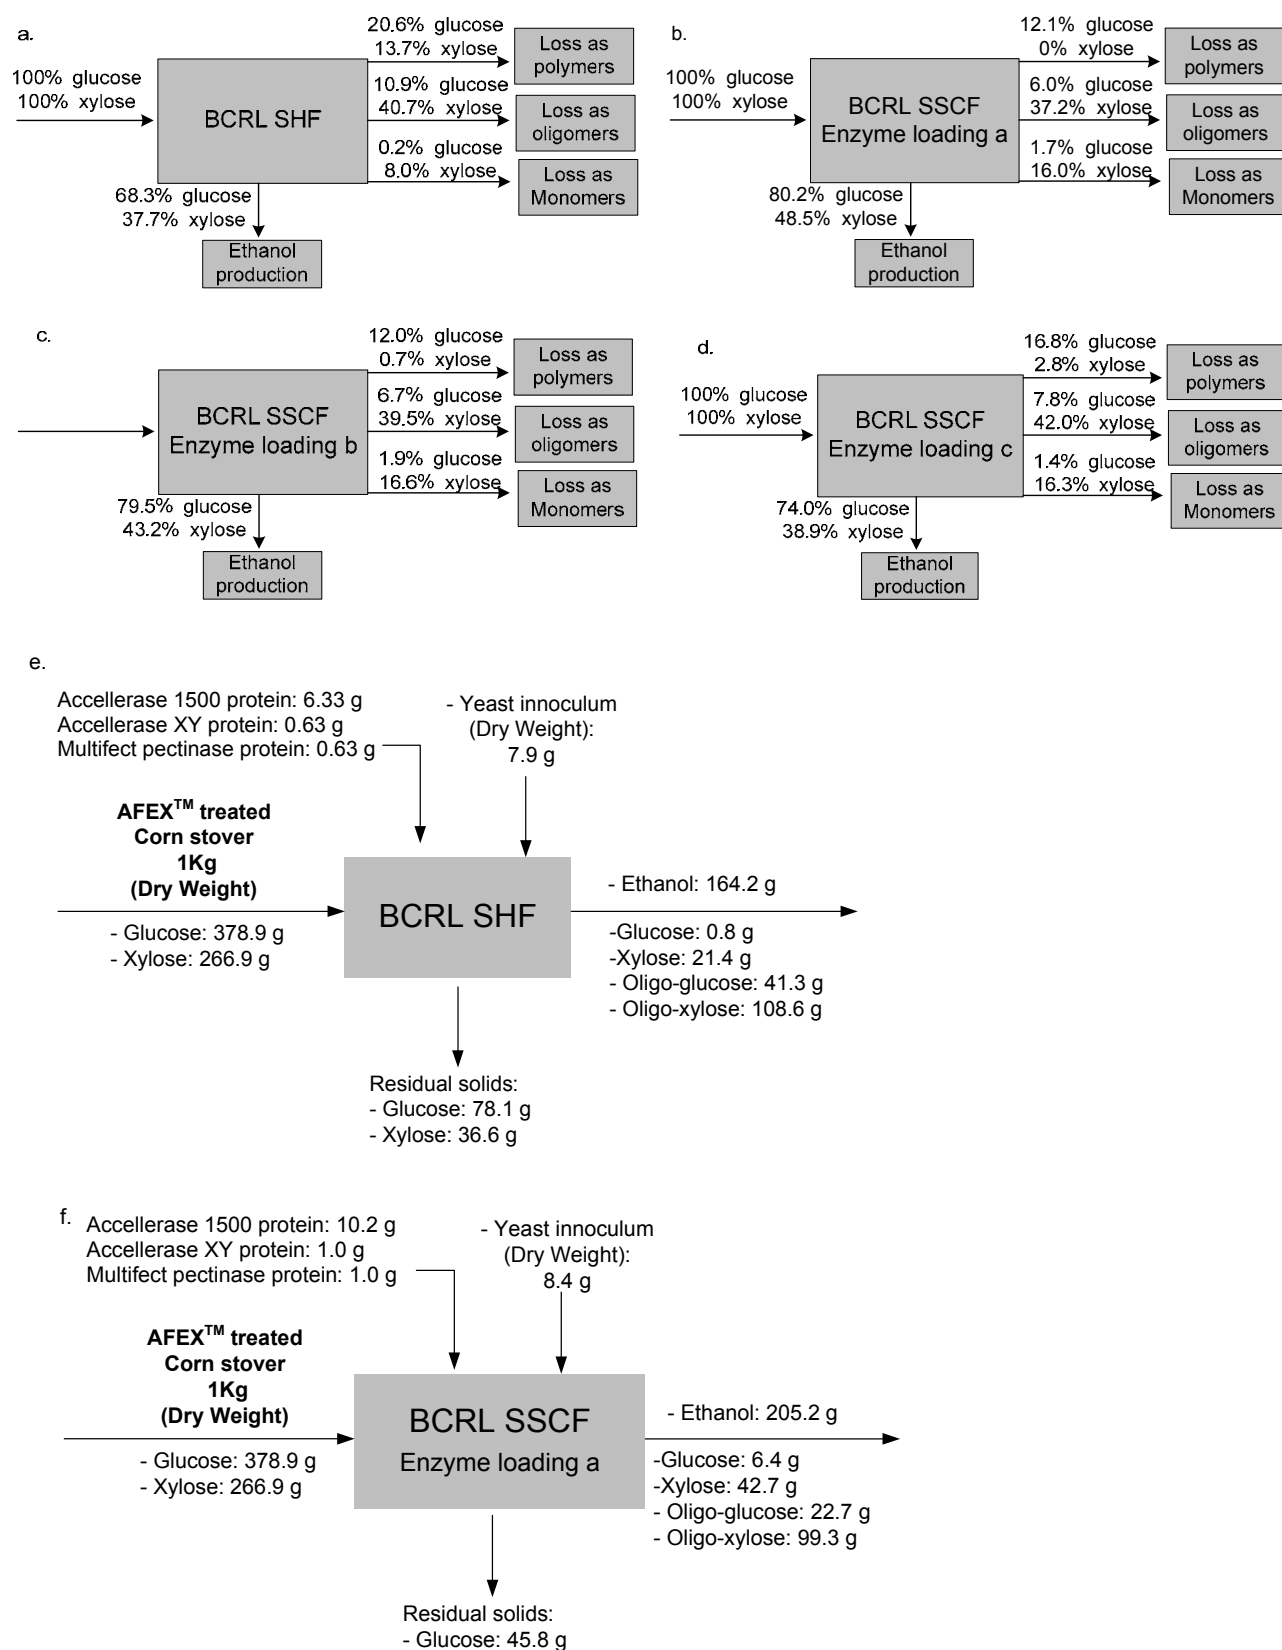 a.
20.6% glucose
13.7% xylose
Loss as
polymers
100% glucose
100% xylose
BCRL SHF
10.9% glucose
40.7% xylose
Loss as
oligomers
0.2% glucose
8.0% xylose
Loss as
Monomers
68.3% glucose
37.7% xylose
Ethanol
production
b.
12.1% glucose
0% xylose
Loss as
polymers
100% glucose
100% xylose
BCRL SSCF
Enzyme loading a
6.0% glucose
37.2% xylose
Loss as
oligomers
1.7% glucose
16.0% xylose
Loss as
Monomers
80.2% glucose
48.5% xylose
Ethanol
production
c.
12.0% glucose
0.7% xylose
Loss as
polymers
BCRL SSCF
Enzyme loading b
6.7% glucose
39.5% xylose
Loss as
oligomers
1.9% glucose
16.6% xylose
Loss as
Monomers
79.5% glucose
43.2% xylose
Ethanol
production
d.
16.8% glucose
2.8% xylose
Loss as
polymers
100% glucose
100% xylose
BCRL SSCF
Enzyme loading c
7.8% glucose
42.0% xylose
Loss as
oligomers
1.4% glucose
16.3% xylose
Loss as
Monomers
74.0% glucose
38.9% xylose
Ethanol
production
e.
Accellerase 1500 protein: 6.33 g
Accellerase XY protein: 0.63 g
Multifect pectinase protein: 0.63 g
- Yeast innoculum
(Dry Weight):
7.9 g
AFEX™ treated
Corn stover
1Kg
(Dry Weight)
- Glucose: 378.9 g
- Xylose: 266.9 g
BCRL SHF
- Ethanol: 164.2 g
-Glucose: 0.8 g
-Xylose: 21.4 g
- Oligo-glucose: 41.3 g
- Oligo-xylose: 108.6 g
Residual solids:
- Glucose: 78.1 g
- Xylose: 36.6 g
f.
Accellerase 1500 protein: 10.2 g
Accellerase XY protein: 1.0 g
Multifect pectinase protein: 1.0 g
- Yeast innoculum
(Dry Weight):
8.4 g
AFEX™ treated
Corn stover
1Kg
(Dry Weight)
- Glucose: 378.9 g
- Xylose: 266.9 g
BCRL SSCF
Enzyme loading a
- Ethanol: 205.2 g
-Glucose: 6.4 g
-Xylose: 42.7 g
- Oligo-glucose: 22.7 g
- Oligo-xylose: 99.3 g
Residual solids:
- Glucose: 45.8 g